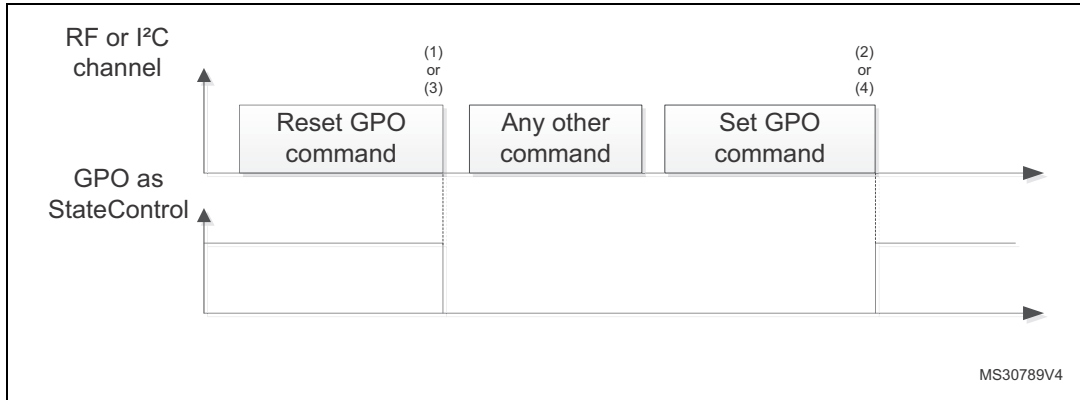 RF or I²C
channel
(1)
or
(3)
(2)
or
(4)
Reset GPO
command
Any other
command
Set GPO
command
GPO as
StateControl
MS30789V4